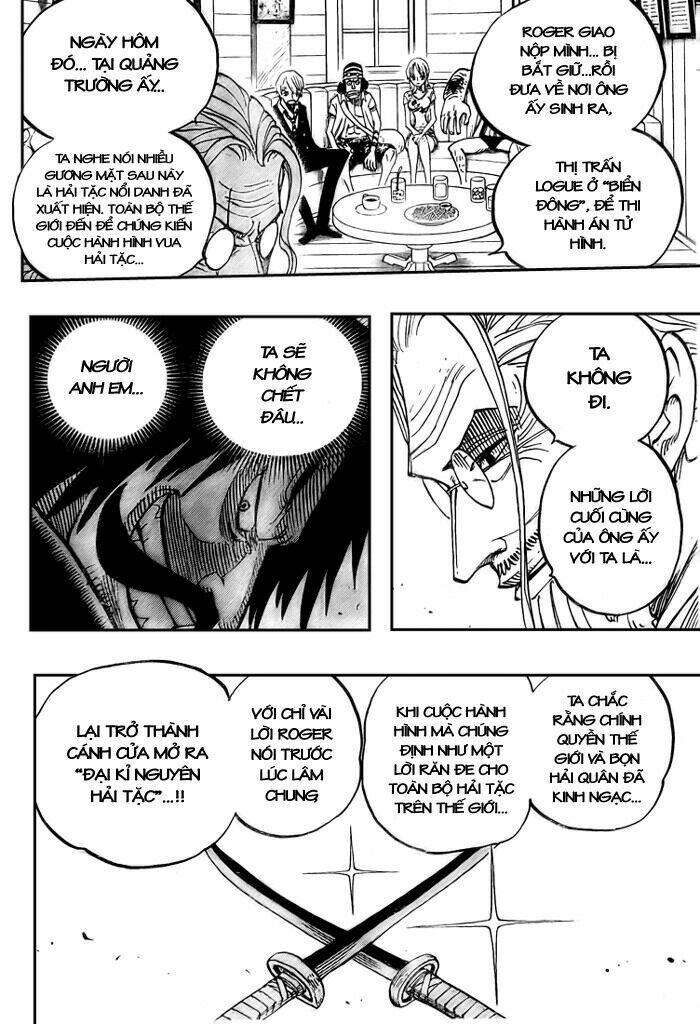 ROGER GIAO
NỘP MÌNH... BỊ
BẮT GIỮ...RỒI
ĐƯA VỀ NƠI ÔNG
ẤY SINH RA,
THỊ TRẤN
LOGUE Ở "BIỂN
ĐÔNG", ĐỂ THI
HÀNH ÁN TỬ
HÌNH.
NGÀY HÔM
ĐÓ... TẠI QUẢNG
TRƯỜNG ẤY..
TA NGHE NÓI NHIỀU
GƯƠNG MẶT SAU NÀY
LÀ HẢI TẶC NỔI DANH ĐÃ
XUẤT HIỆN. TOÀN BỘ THẾ
GIỚI ĐẾN ĐỂ CHỨNG KIẾN
CUỘC HÀNH HÌNH VUA
HẢI TẶC...
TA
KHÔNG
ĐI.
NHỮNG LỜI
CUỐI CÙNG
CỦA ÔNG ẤY
VỚI TA LÀ...
TA SẼ
KHÔNG
CHẾT
ĐÂU...
NGƯỜI
ANH EM...
TA CHẮC
RẰNG CHÍNH
QUYỀN THẾ
GIỚI VÀ BỌN
HẢI QUÂN ĐÃ
KINH NGẠC...
KHI CUỘC HÀNH
HÌNH MÀ CHÚNG
ĐỊNH NHƯ MỘT
LỜI RĂN ĐE CHO
TOÀN BỘ HẢI TẶC
TRÊN THẾ GIỚI...
VỚI CHỈ VÀI
LỜI ROGER
NÓI TRƯỚC
LÚC LÂM
CHUNG,
LẠI TRỞ THÀNH
CÁNH CỬA MỞ RA
"ĐẠI KỈ NGUYÊN
HẢI TẶC"...!!